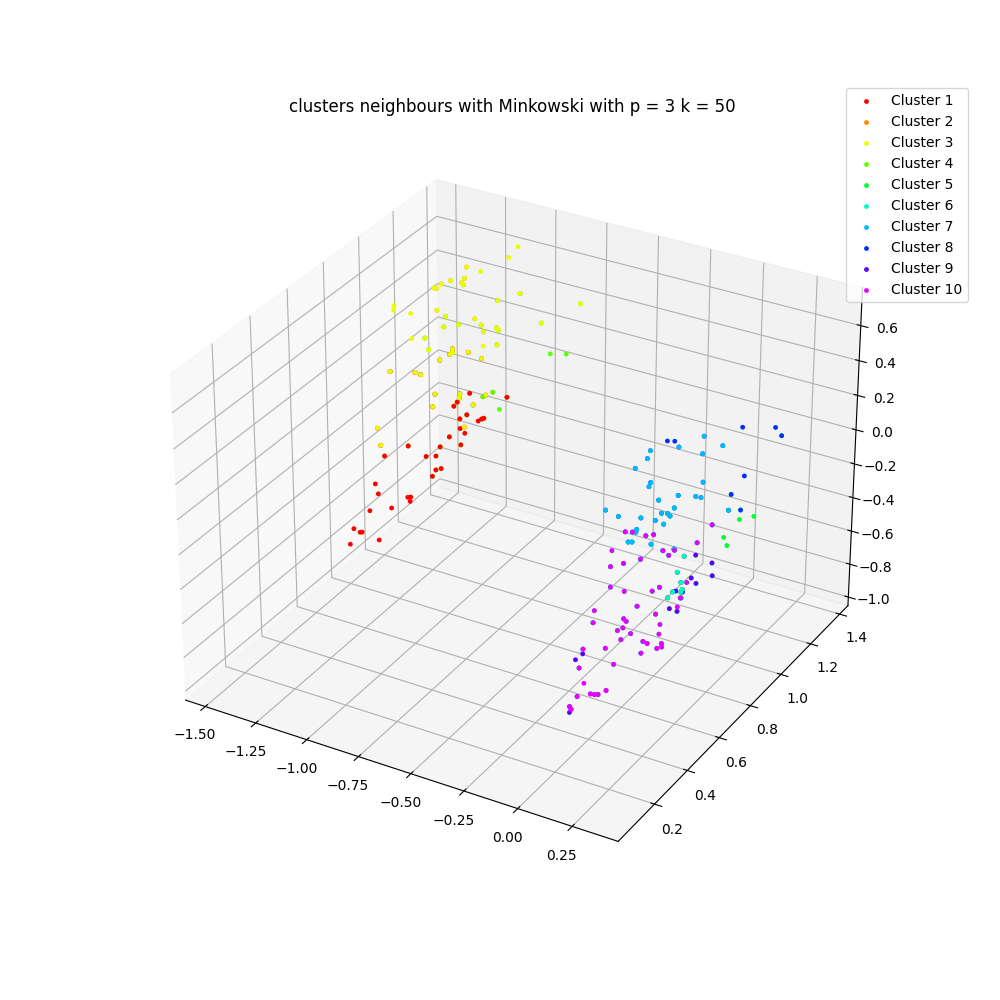 clusters neighbours with Minkowski with p = 3 k = 50
Cluster 1
Cluster 2
Cluster 3
Cluster 4
Cluster 5
Cluster 6
Cluster 7
Cluster 8
Cluster 9
Cluster 10
0.6
0.4
0.2
0.0
−0.2
−0.4
−0.6
−0.8
−1.0
1.4
1.2
1.0
0.8
0.6
0.4
0.2
−1.50
−1.25
−1.00
−0.75
−0.50
−0.25
0.00
0.25